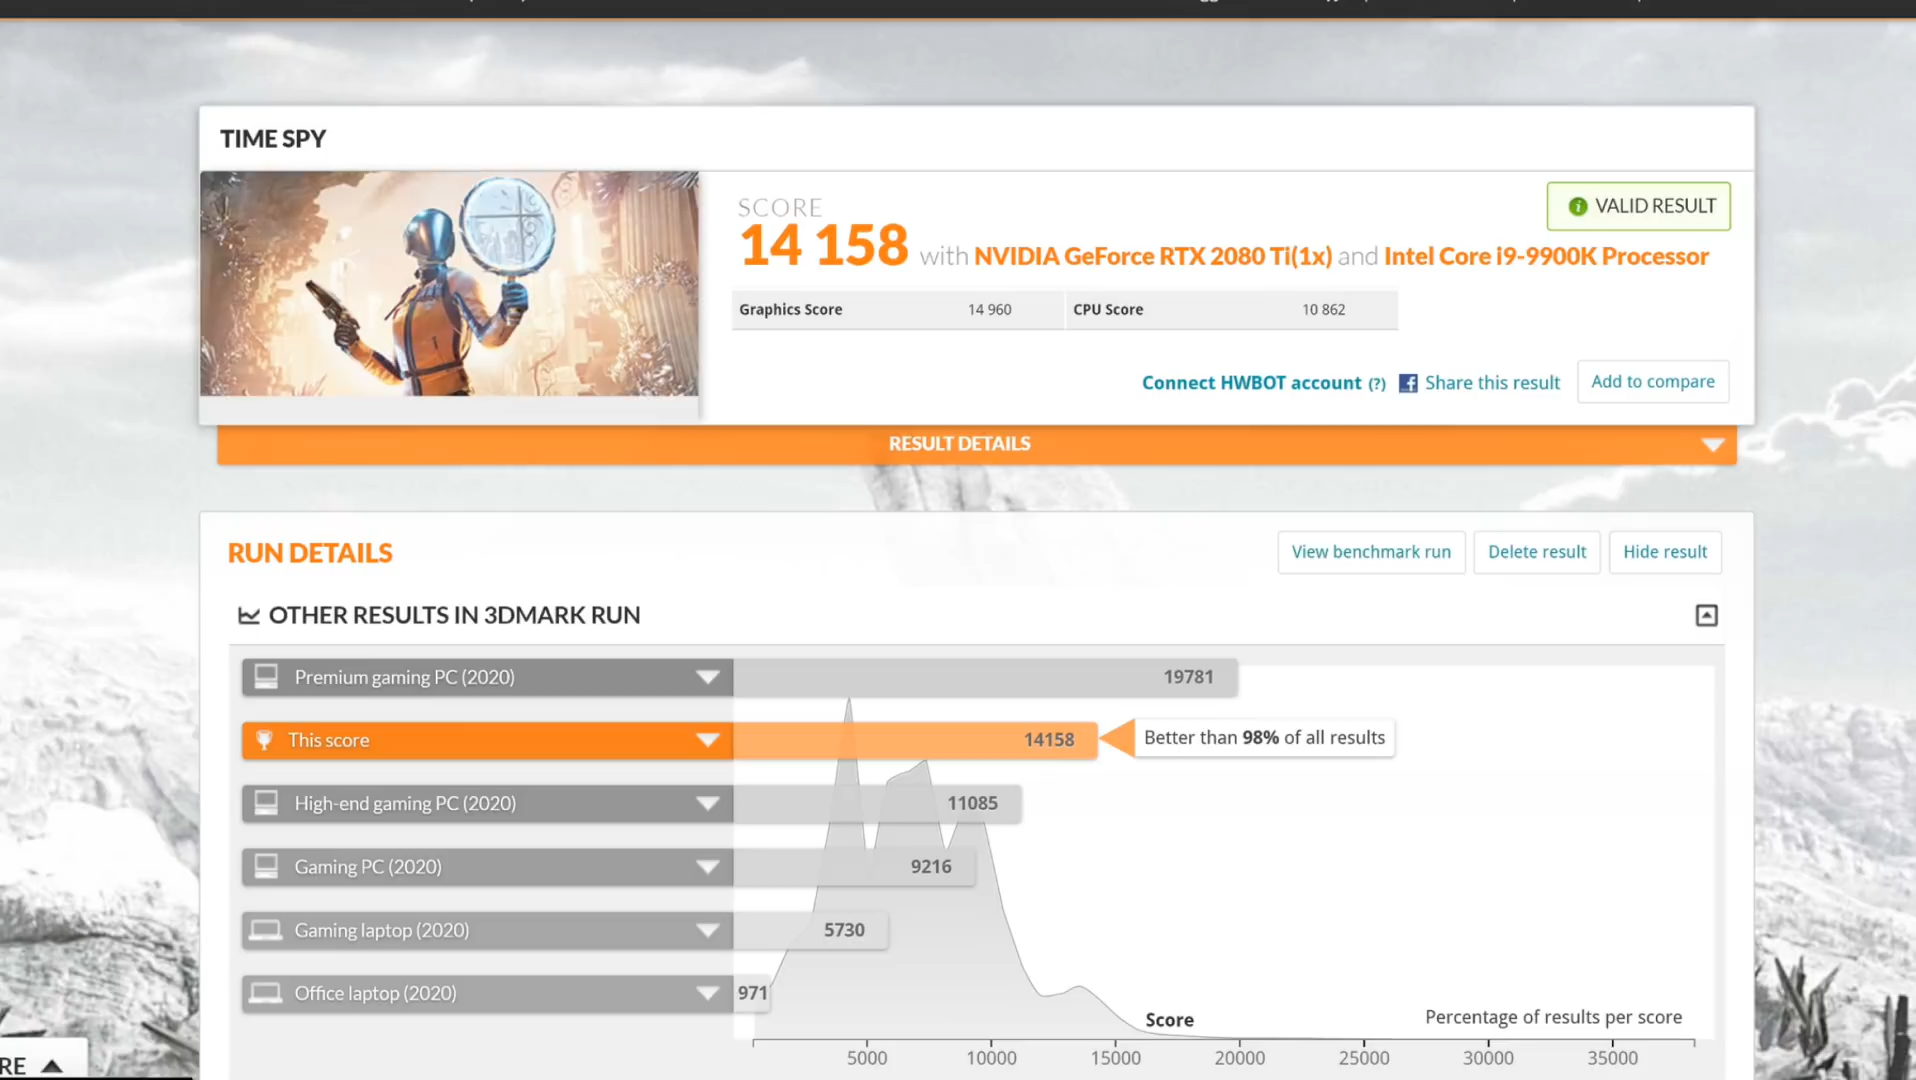 TIME SPY
SCORE
14 158 with NVIDIA GeForce RTX 2080 Ti(1x) and Intel Core i9-9900K Processor
VALID RESULT
Graphics Score 14 960 CPU Score 10 862
Connect HWBOT account (?) Share this result Add to compare
RESULT DETAILS
RUN DETAILS
View benchmark run Delete result Hide result
OTHER RESULTS IN 3DMARK RUN
Premium gaming PC (2020) 19781
This score 14158 Better than 98% of all results
High-end gaming PC (2020) 11085
Gaming PC (2020) 9216
Gaming laptop (2020) 5730
Office laptop (2020) 971
Score Percentage of results per score
5000 10000 15000 20000 25000 30000 35000
RE